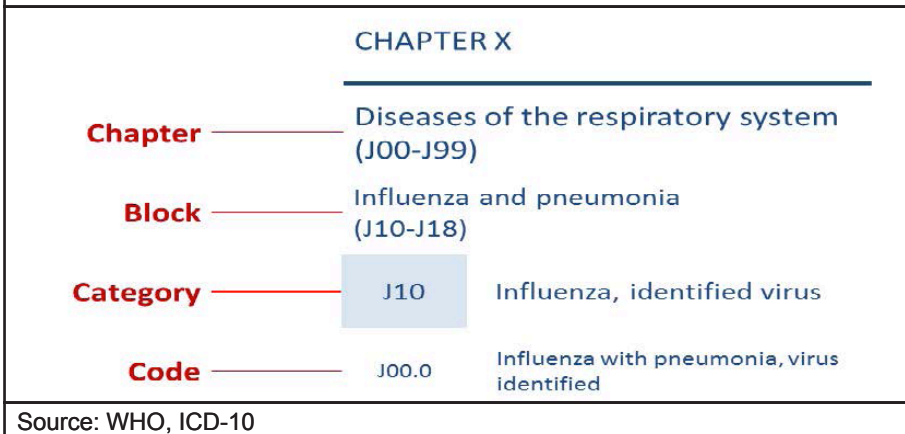 CHAPTER X
Chapter
Diseases of the respiratory system
(J00-J99)
Block
Influenza and pneumonia
(J10-J18)
Category
J10
Influenza, identified virus
Code
J00.0
Influenza with pneumonia, virus
identified
Source: WHO, ICD-10